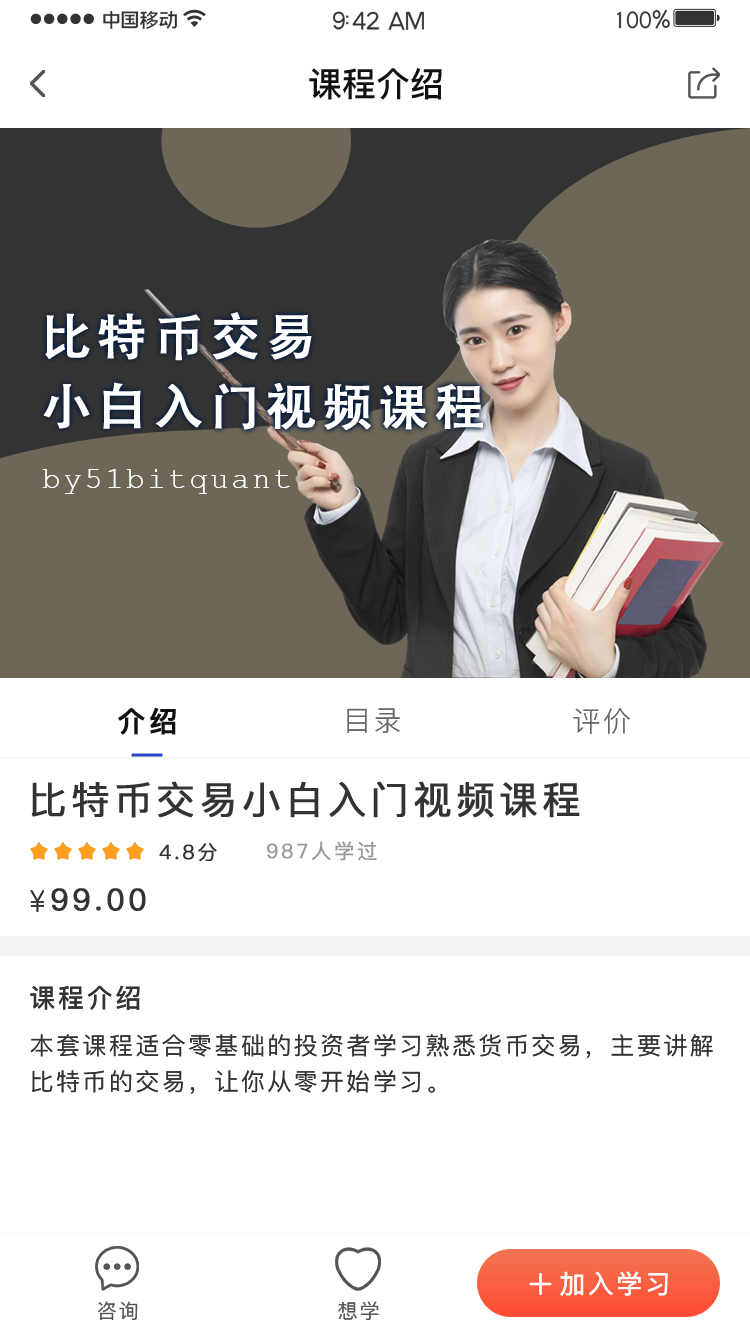 中国移动 9:42 AM 100%
课程介绍
比特币交易
小白入门视频课程
by51bitquant
介绍 目录 评价
比特币交易小白入门视频课程
4.8分 987人学过
¥99.00
课程介绍
本套课程适合零基础的投资者学习熟悉货币交易，主要讲解
比特币的交易，让你从零开始学习。
咨询 想学 +加入学习